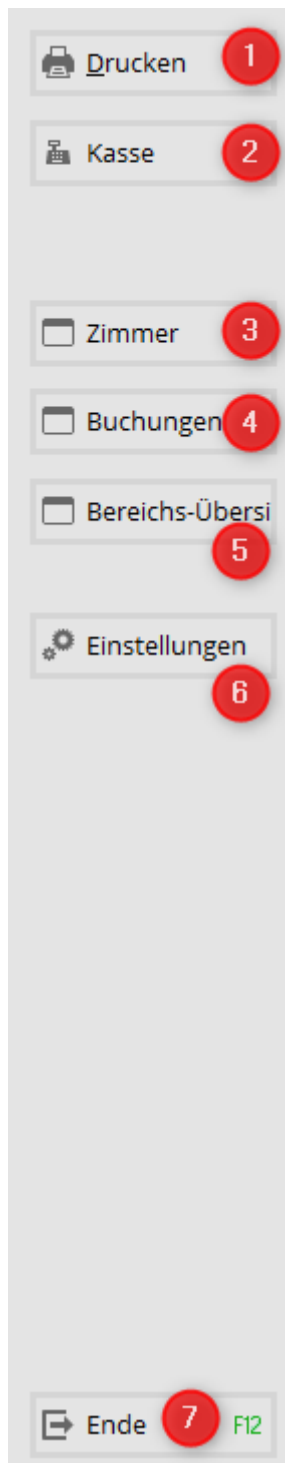 Drucken 1
Kasse 2
Zimmer 3
Buchungen 4
Bereichs-Übersi
5
Einstellungen
6
Ende 7 F12